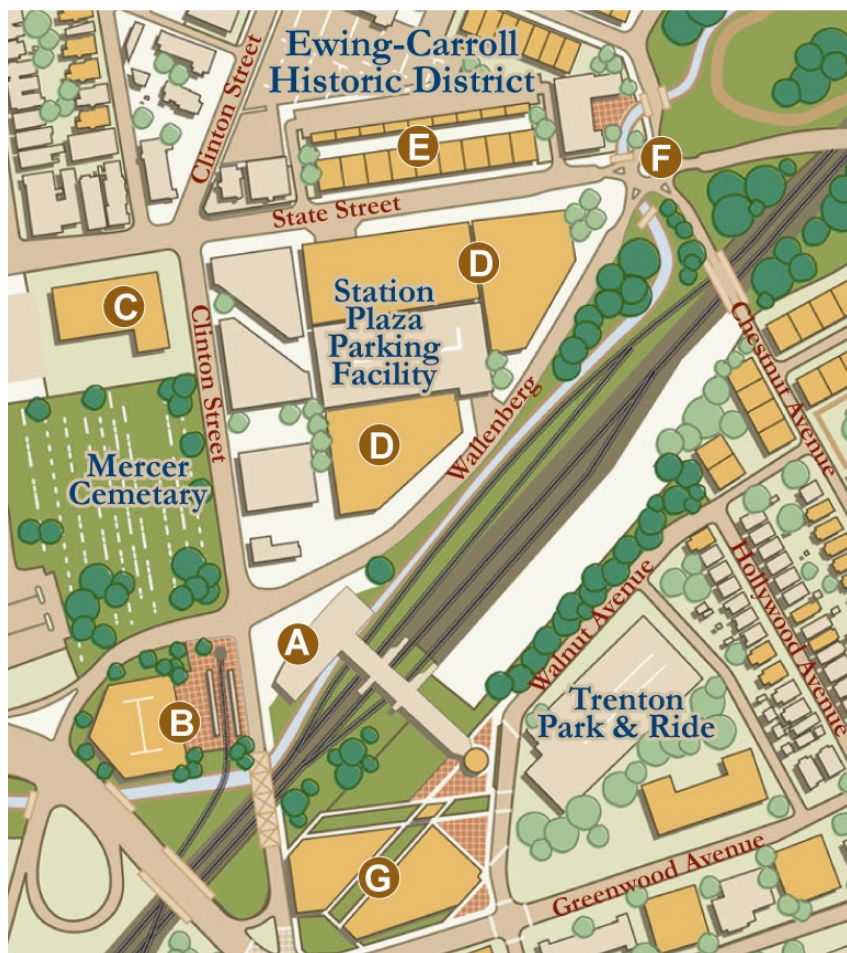 Ewing-Carroll
Historic District
Clinton Street
E
F
State Street
C
D
Station
Plaza
Parking
Facility
Clinton Street
Chestnut Avenue
Wallenberg
D
Mercer
Cemetary
Hollywood Avenue
Walnut Avenue
A
B
Trenton
Park & Ride
G
Greenwood Avenue